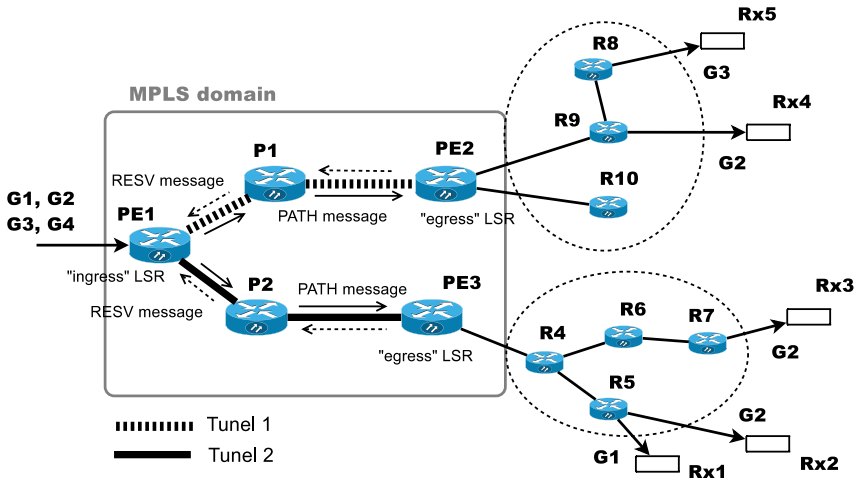 Rx5
R8
G3
MPLS domain
Rx4
R9
P1
PE2
G2
RESV message
R10
G1, G2
G3, G4
PE1
PATH message
"egress" LSR
"ingress" LSR
PATH message
RESV message
P2
PE3
Rx3
R6
R7
R4
G2
"egress" LSR
R5
G2
Tunel 1
Tunel 2
G1
Rx1
Rx2